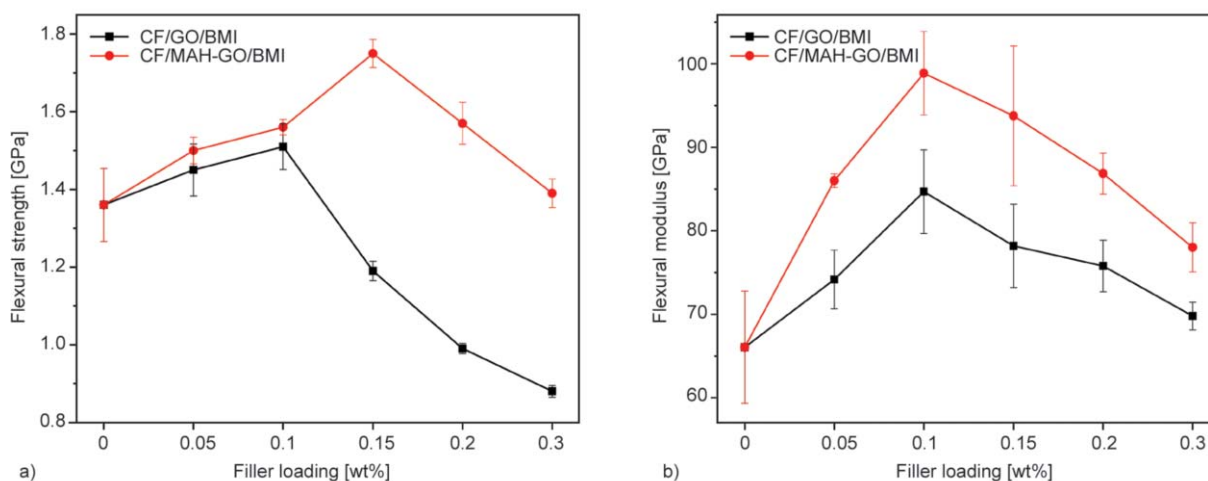 CF/GO/BMI
CF/MAH-GO/BMI
Flexural strength [GPa]
1.8
1.6
1.4
1.2
1.0
0.8
0 0.05 0.1 0.15 0.2 0.3
Filler loading [wt%]
a)
CF/GO/BMI
CF/MAH-GO/BMI
Flexural modulus [GPa]
100
90
80
70
60
0 0.05 0.1 0.15 0.2 0.3
Filler loading [wt%]
b)